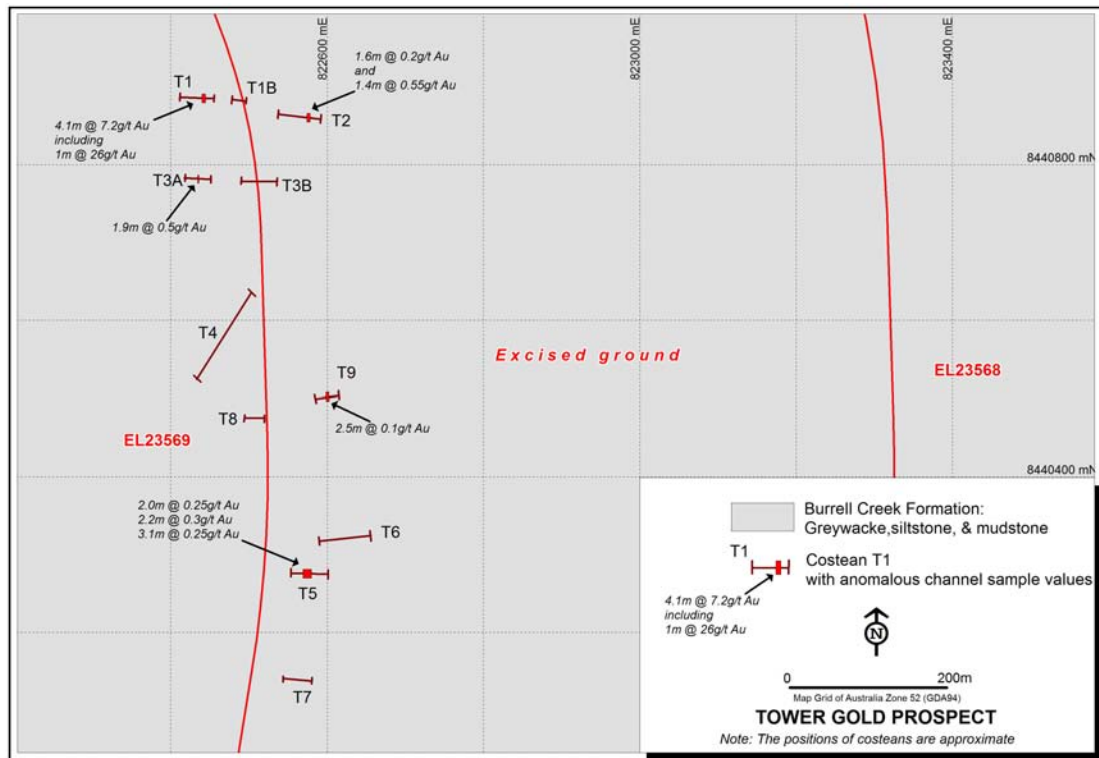 822600 mE
823000 mE
823400 mE
1.6m @ 0.2g/t Au
and
1.4m @ 0.55g/t Au
T1
T1B
T2
4.1m @ 7.2g/t Au
including
1m @ 26g/t Au
8440800 mN
T3A
T3B
1.9m @ 0.5g/t Au
T4
Excised ground
T9
EL23568
T8
2.5m @ 0.1g/t Au
EL23569
8440400 mN
2.0m @ 0.25g/t Au
2.2m @ 0.3g/t Au
3.1m @ 0.25g/t Au
T6
T5
T7
Burrell Creek Formation:
Greywacke,siltstone, & mudstone
T1
Costean T1
with anomalous channel sample values
4.1m @ 7.2g/t Au
including
1m @ 26g/t Au
N
0 200m
Map Grid of Australia Zone 52 (GDA94)
TOWER GOLD PROSPECT
Note: The positions of costeans are approximate